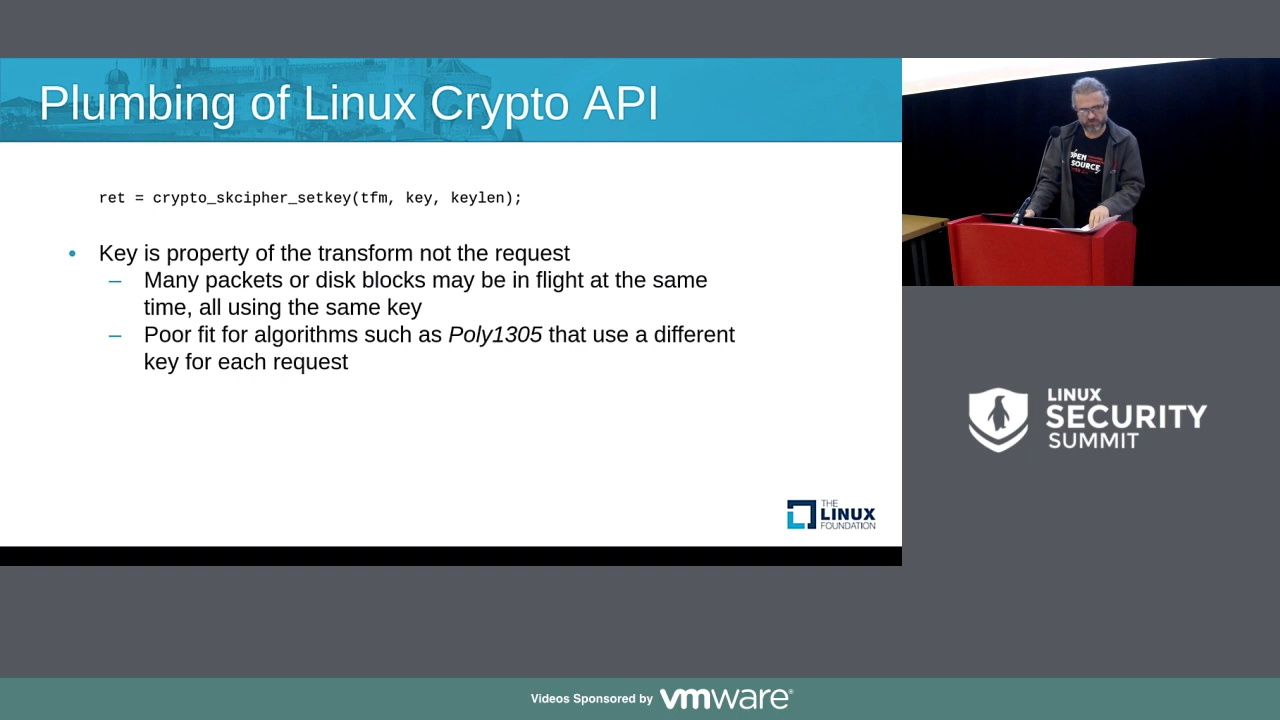 Plumbing of Linux Crypto API
ret = crypto_skcipher_setkey(tfm, key, keylen);
• Key is property of the transform not the request
– Many packets or disk blocks may be in flight at the same
time, all using the same key
– Poor fit for algorithms such as Poly1305 that use a different
key for each request
THE
LINUX
FOUNDATION
OPEN
SOURCE
LINUX
SECURITY
SUMMIT
Videos Sponsored by vmware®